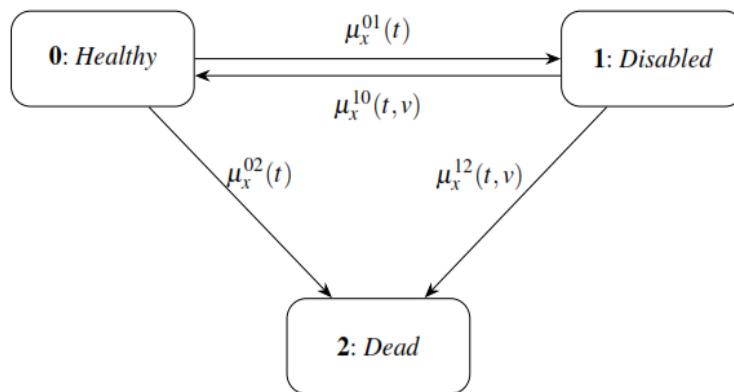 μ_x^{01}(t)
0: Healthy
1: Disabled
μ_x^{10}(t,v)
μ_x^{02}(t)
μ_x^{12}(t,v)
2: Dead